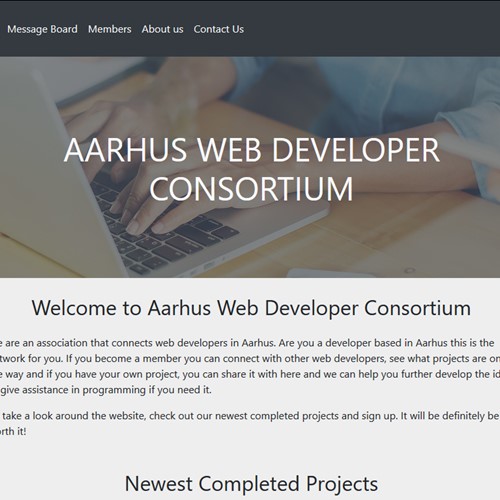 Message Board Members About us Contact Us
AARHUS WEB DEVELOPER
CONSORTIUM
Welcome to Aarhus Web Developer Consortium
are an association that connects web developers in Aarhus. Are you a developer based in Aarhus this is the
for you. If you become a member you can connect with other web developers, see what projects are on
way and if you have your own project, you can share it with here and we can help you further develop the
give assistance in programming if you need it.
take a look around the website, check out our newest completed projects and sign up. It will be definitely be
it!
Newest Completed Projects